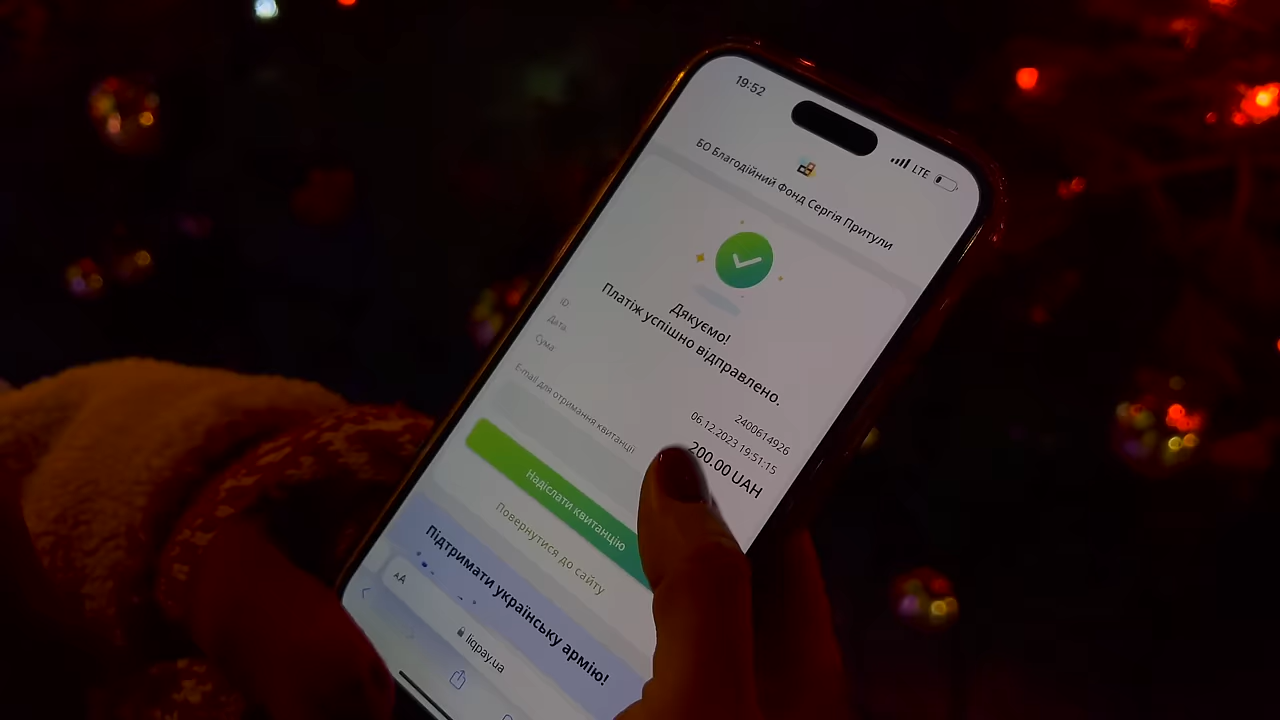 19:52
LTE
БО Благодійний Фонд Сергія Притули
Дякуємо!
Платіж успішно відправлено.
ID
2400614926
Дата
06.12.2023 19:51:15
Сума
200.00 UAH
E-mail для отримання квитанції
Надіслати квитанцію
Повернутися до сайту
Підтримати українську армію!
AA
liqpay.ua